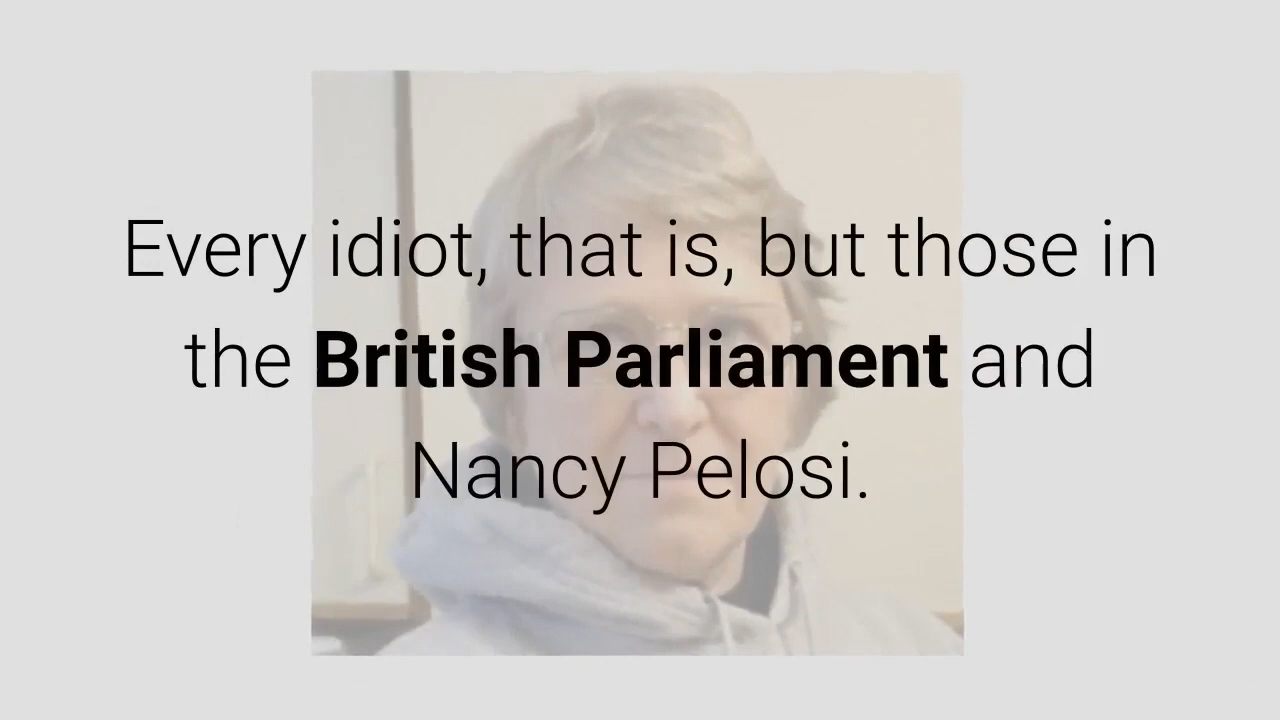 Every idiot, that is, but those in
the British Parliament and
Nancy Pelosi.